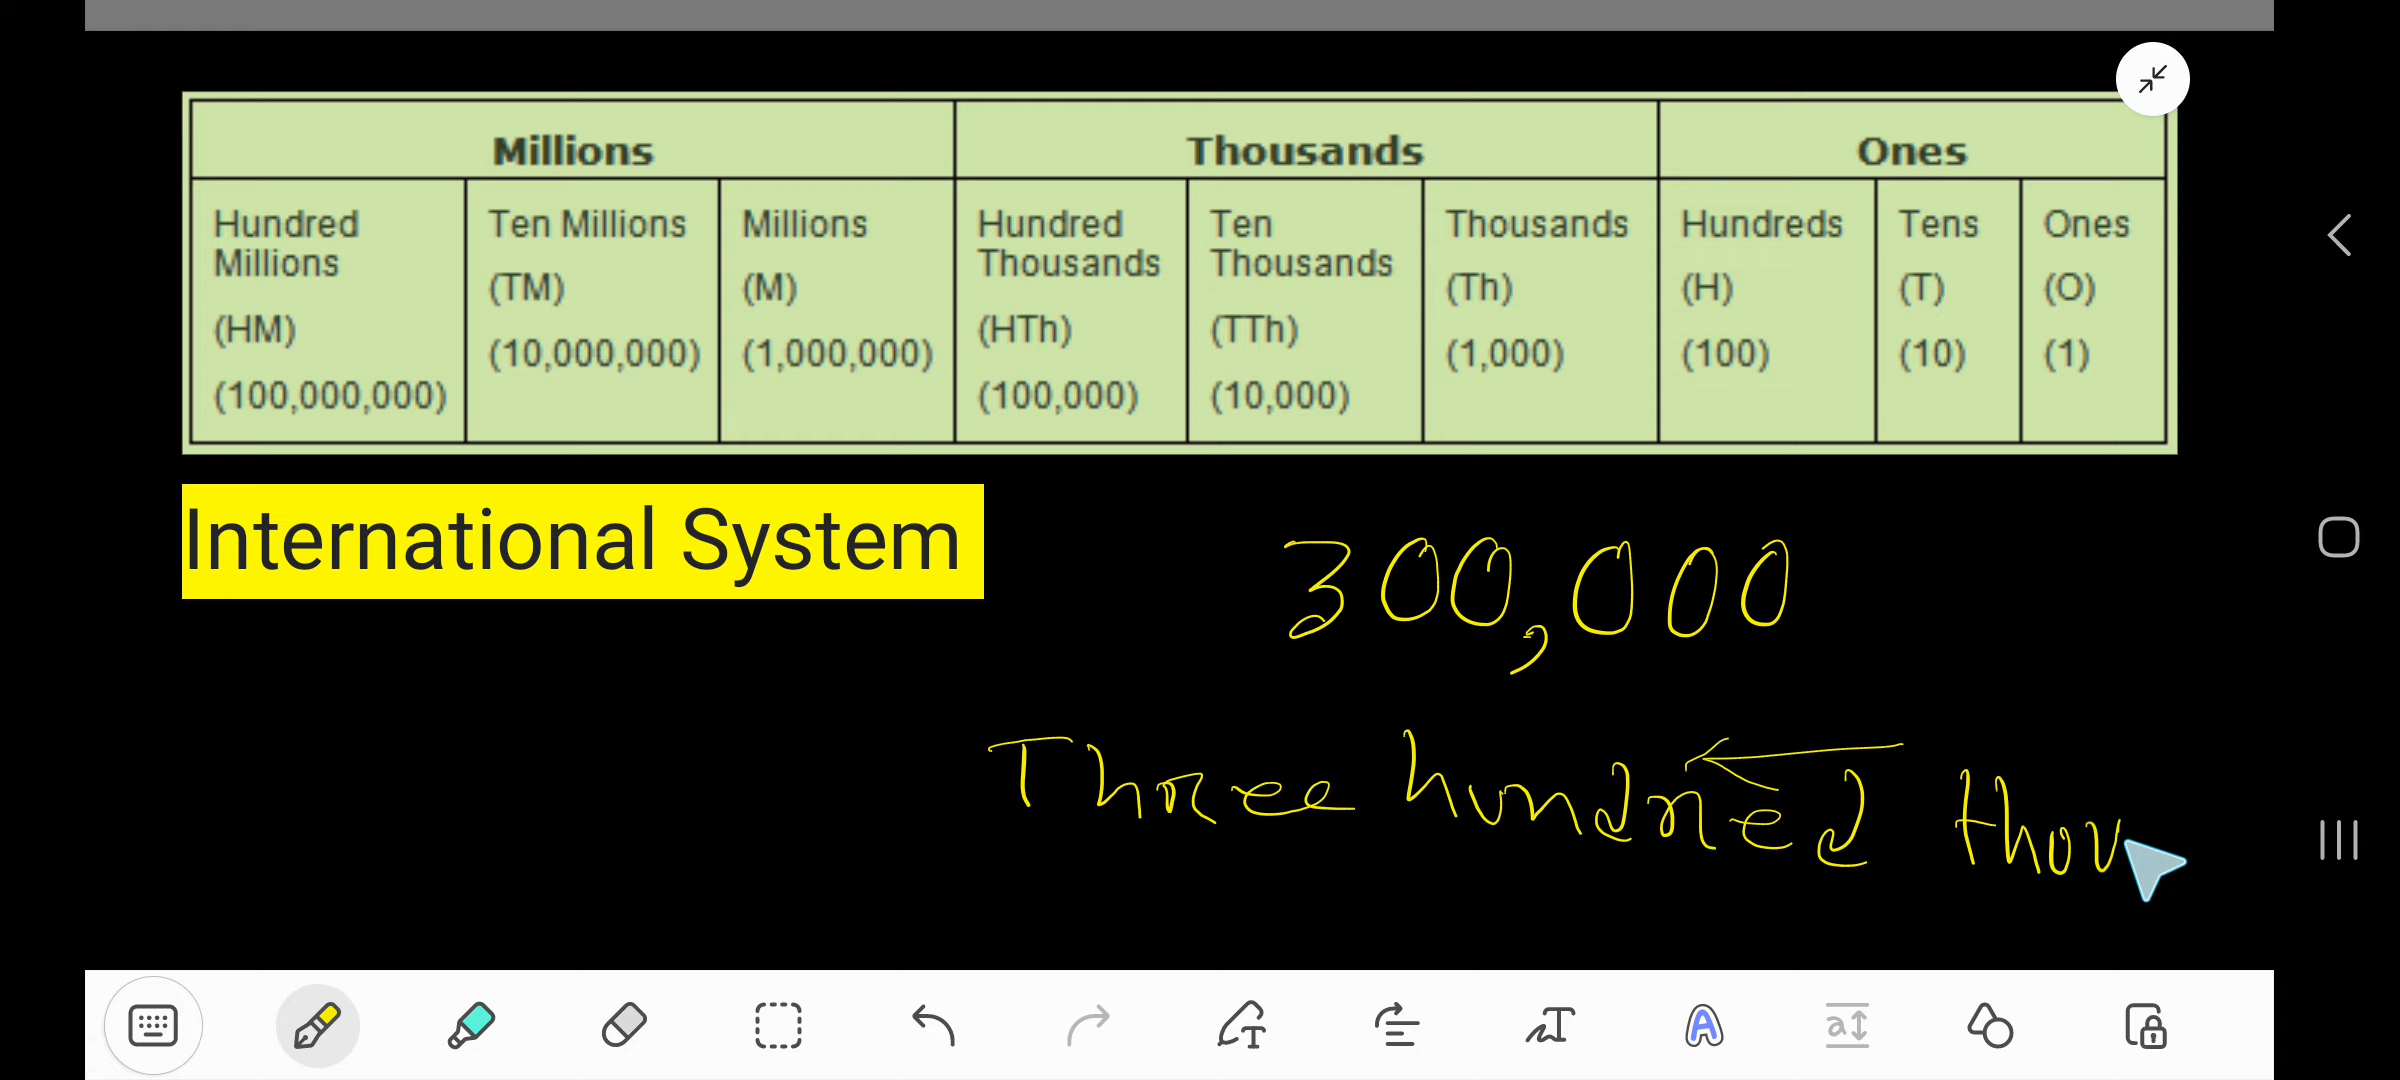 Millions Thousands Ones
Hundred Millions (HM) (100,000,000)
Ten Millions (TM) (10,000,000)
Millions (M) (1,000,000)
Hundred Thousands (HTh) (100,000)
Ten Thousands (TTh) (10,000)
Thousands (Th) (1,000)
Hundreds (H) (100)
Tens (T) (10)
Ones (O) (1)
International System
300,000
Three hundred thou